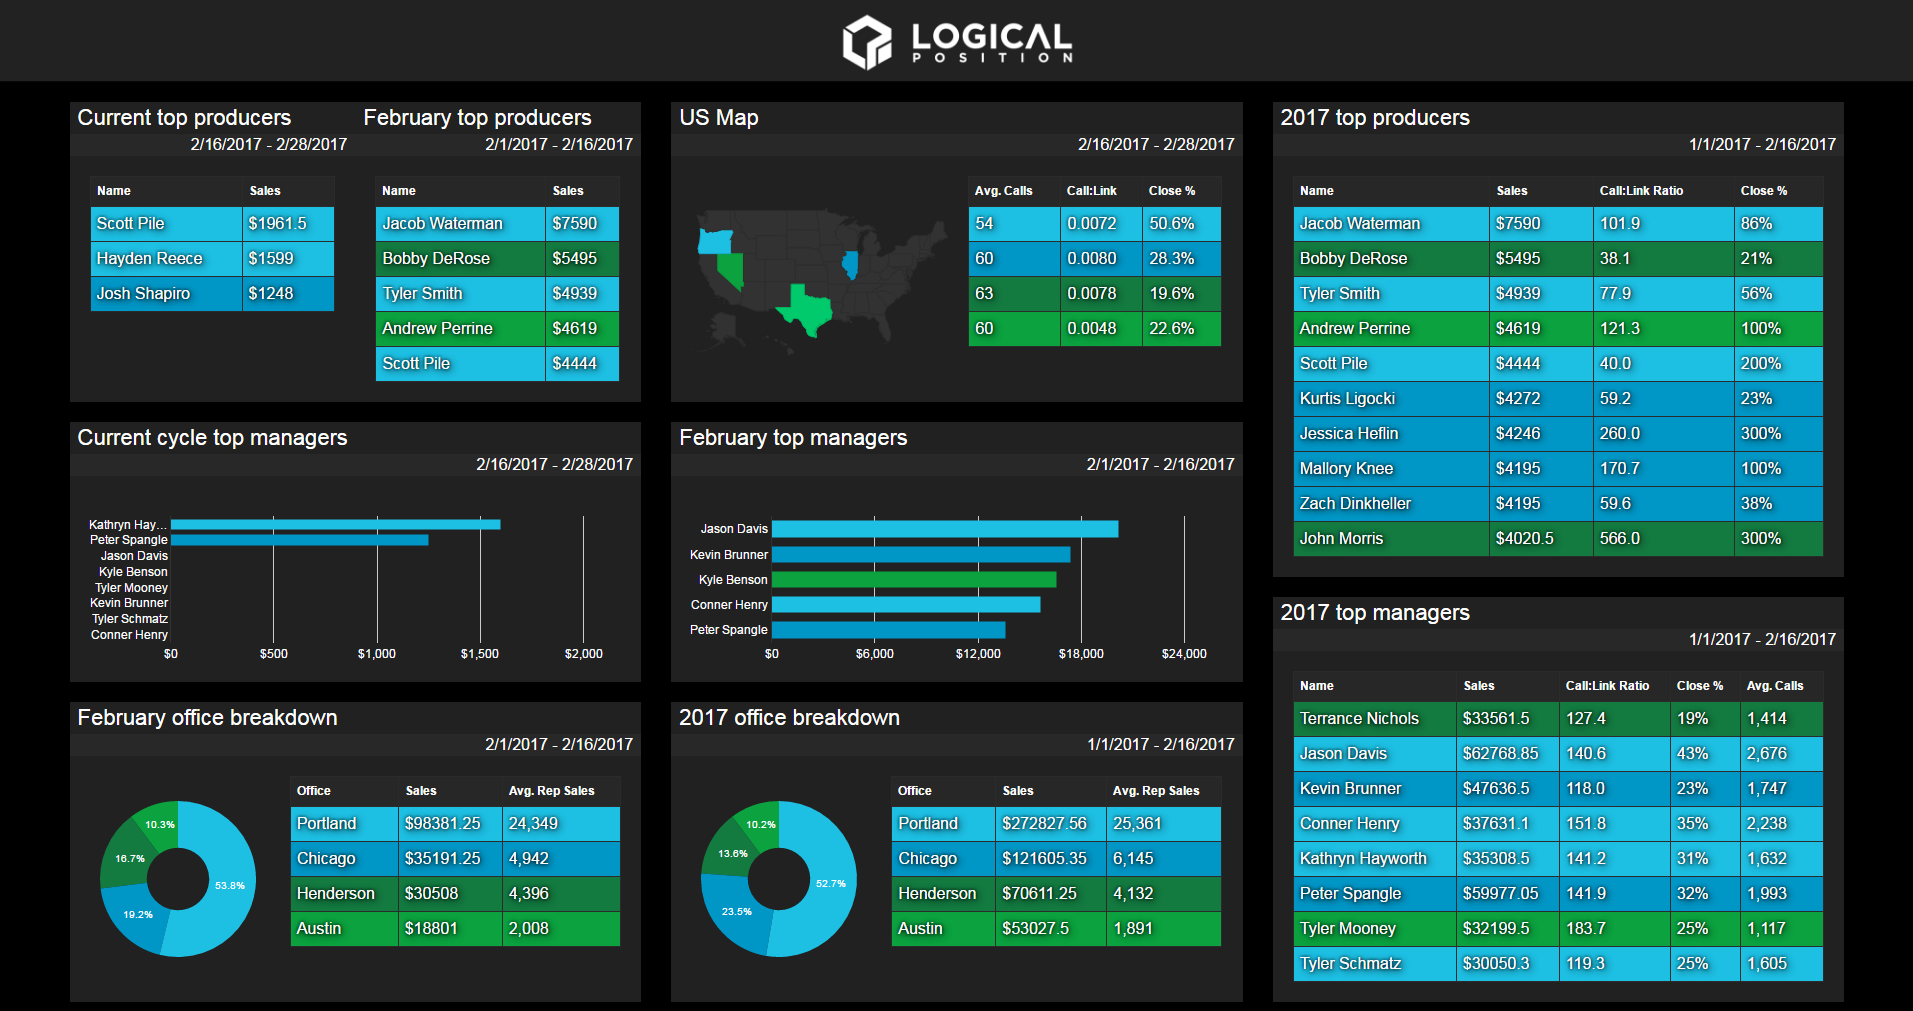 LOGICAL
POSITION
Current top producers
2/16/2017 - 2/28/2017
Name Sales
Scott Pile $1961.5
Hayden Reece $1599
Josh Shapiro $1248
February top producers
2/1/2017 - 2/16/2017
Name Sales
Jacob Waterman $7590
Bobby DeRose $5495
Tyler Smith $4939
Andrew Perrine $4619
Scott Pile $4444
US Map
2/16/2017 - 2/28/2017
Avg. Calls Call:Link Close %
54 0.0072 50.6%
60 0.0080 28.3%
63 0.0078 19.6%
60 0.0048 22.6%
2017 top producers
1/1/2017 - 2/16/2017
Name Sales Call:Link Ratio Close %
Jacob Waterman $7590 101.9 86%
Bobby DeRose $5495 38.1 21%
Tyler Smith $4939 77.9 56%
Andrew Perrine $4619 121.3 100%
Scott Pile $4444 40.0 200%
Kurtis Ligocki $4272 59.2 23%
Jessica Heflin $4246 260.0 300%
Mallory Knee $4195 170.7 100%
Zach Dinkheller $4195 59.6 38%
John Morris $4020.5 566.0 300%
Current cycle top managers
2/16/2017 - 2/28/2017
Kathryn Hay...
Peter Spangle
Jason Davis
Kyle Benson
Tyler Mooney
Kevin Brunner
Tyler Schmatz
Conner Henry
$0 $500 $1,000 $1,500 $2,000
February top managers
2/1/2017 - 2/16/2017
Jason Davis
Kevin Brunner
Kyle Benson
Conner Henry
Peter Spangle
$0 $6,000 $12,000 $18,000 $24,000
2017 top managers
1/1/2017 - 2/16/2017
Name Sales Call:Link Ratio Close % Avg. Calls
Terrance Nichols $33561.5 127.4 19% 1,414
Jason Davis $62768.85 140.6 43% 2,676
Kevin Brunner $47636.5 118.0 23% 1,747
Conner Henry $37631.1 151.8 35% 2,238
Kathryn Hayworth $35308.5 141.2 31% 1,632
Peter Spangle $59977.05 141.9 32% 1,993
Tyler Mooney $32199.5 183.7 25% 1,117
Tyler Schmatz $30050.3 119.3 25% 1,605
February office breakdown
2/1/2017 - 2/16/2017
10.3%
16.7%
53.8%
19.2%
Office Sales Avg. Rep Sales
Portland $98381.25 24,349
Chicago $35191.25 4,942
Henderson $30508 4,396
Austin $18801 2,008
2017 office breakdown
1/1/2017 - 2/16/2017
10.2%
13.6%
52.7%
23.5%
Office Sales Avg. Rep Sales
Portland $272827.56 25,361
Chicago $121605.35 6,145
Henderson $70611.25 4,132
Austin $53027.5 1,891